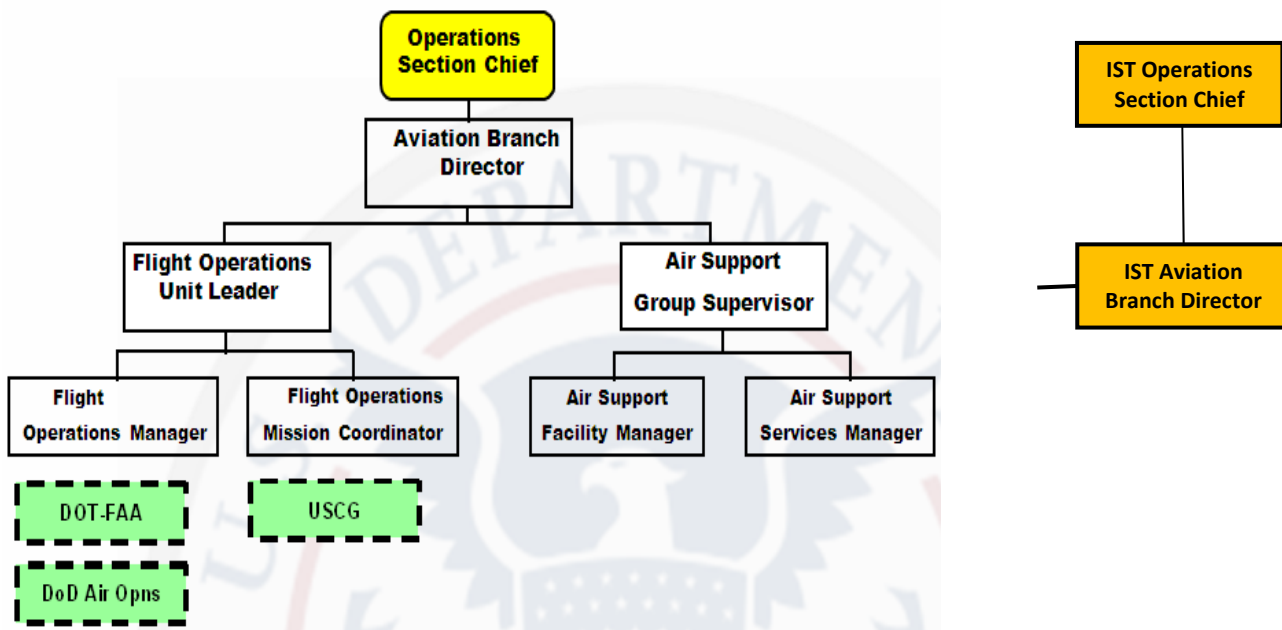 Operations
Section Chief
IST Operations
Section Chief
Aviation Branch
Director
Flight Operations
Unit Leader
Air Support
Group Supervisor
IST Aviation
Branch Director
Flight
Operations Manager
Flight Operations
Mission Coordinator
Air Support
Facility Manager
Air Support
Services Manager
DOT-FAA
USCG
DoD Air Opns
U.S. DEPARTMEN